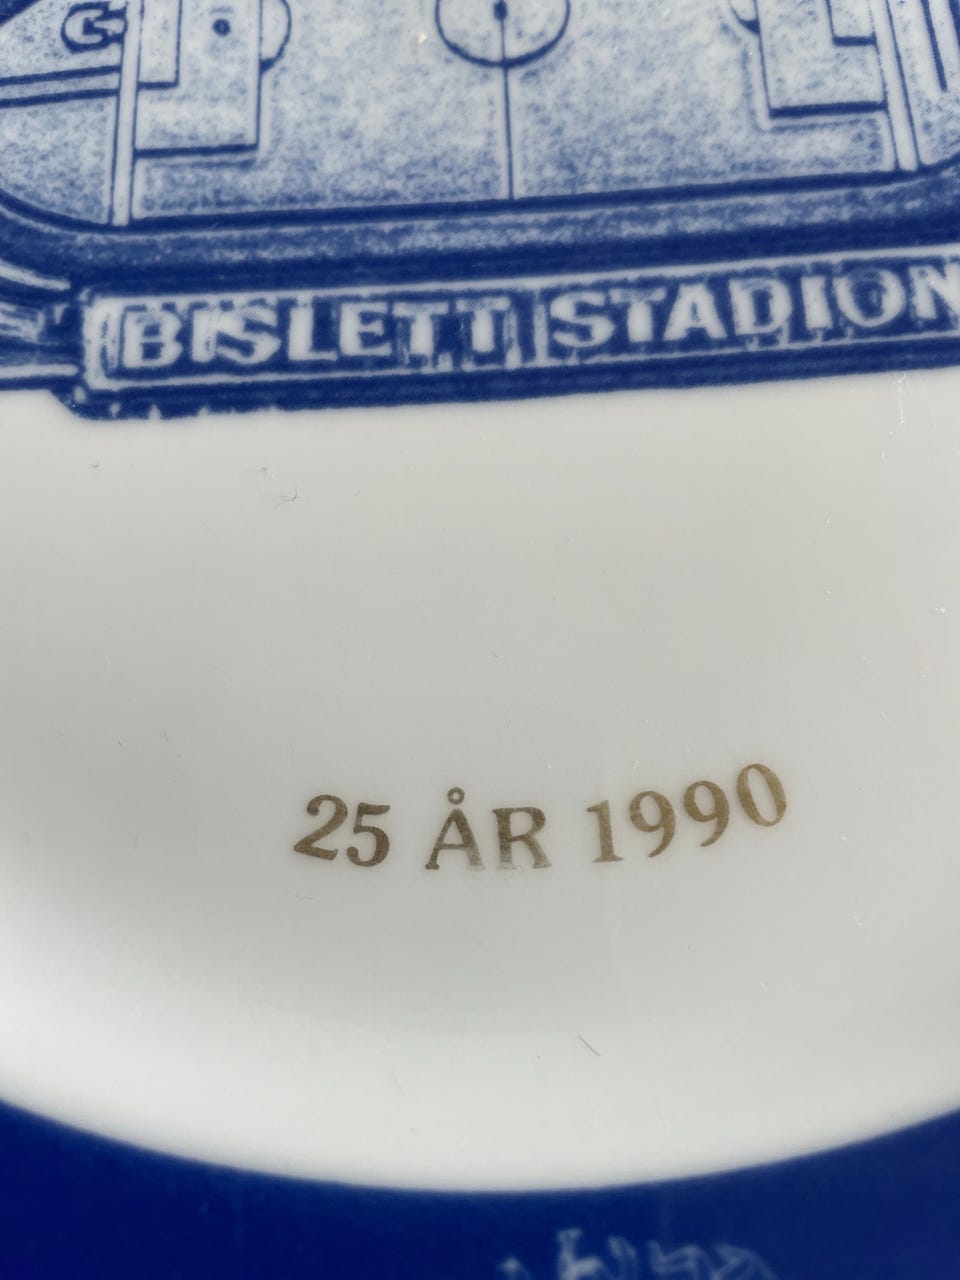 BISLETT STADION
25 ÅR 1990